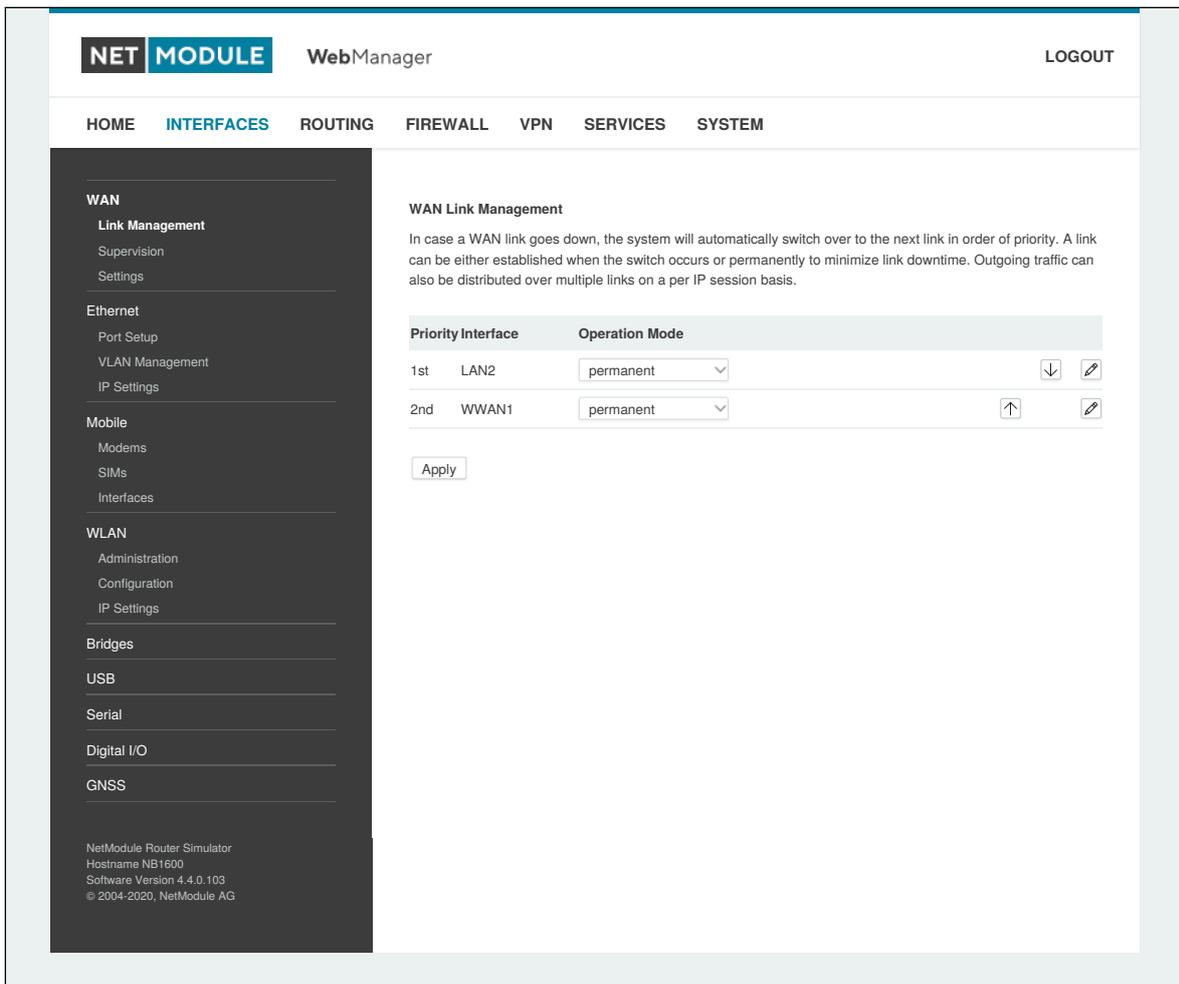 NET MODULE WebManager LOGOUT
HOME INTERFACES ROUTING FIREWALL VPN SERVICES SYSTEM
WAN
Link Management
Supervision
Settings
Ethernet
Port Setup
VLAN Management
IP Settings
Mobile
Modems
SIMs
Interfaces
WLAN
Administration
Configuration
IP Settings
Bridges
USB
Serial
Digital I/O
GNSS
NetModule Router Simulator
Hostname NB1600
Software Version 4.4.0.103
© 2004-2020, NetModule AG
WAN Link Management
In case a WAN link goes down, the system will automatically switch over to the next link in order of priority. A link
can be either established when the switch occurs or permanently to minimize link downtime. Outgoing traffic can
also be distributed over multiple links on a per IP session basis.
Priority Interface Operation Mode
1st LAN2 permanent
2nd WWAN1 permanent
Apply